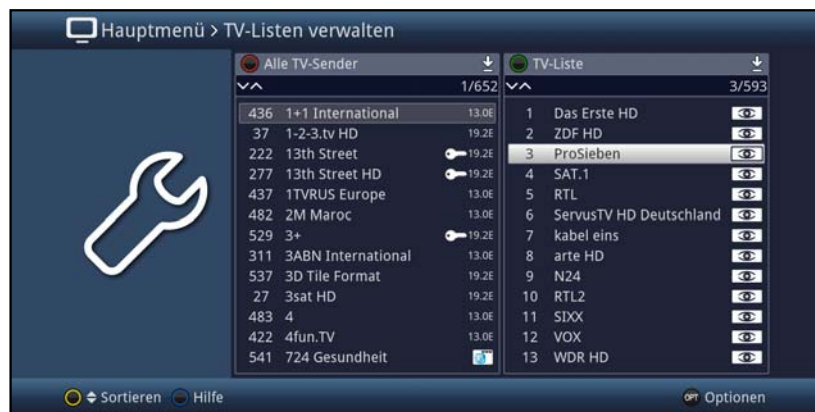 Hauptmenü > TV-Listen verwalten
Alle TV-Sender
1/652
436 1+1 International 13.0E
37 1-2-3.tv HD 19.2E
222 13th Street 19.2E
277 13th Street HD 19.2E
437 1TVRUS Europe 13.0E
482 2M Maroc 13.0E
529 3+ 19.2E
311 3ABN International 13.0E
537 3D Tile Format 19.2E
27 3sat HD 19.2E
483 4 13.0E
422 4fun.TV 13.0E
541 724 Gesundheit
TV-Liste
3/593
1 Das Erste HD
2 ZDF HD
3 ProSieben
4 SAT.1
5 RTL
6 ServusTV HD Deutschland
7 kabel eins
8 arte HD
9 N24
10 RTL2
11 SIXX
12 VOX
13 WDR HD
Sortieren Hilfe OPT Optionen